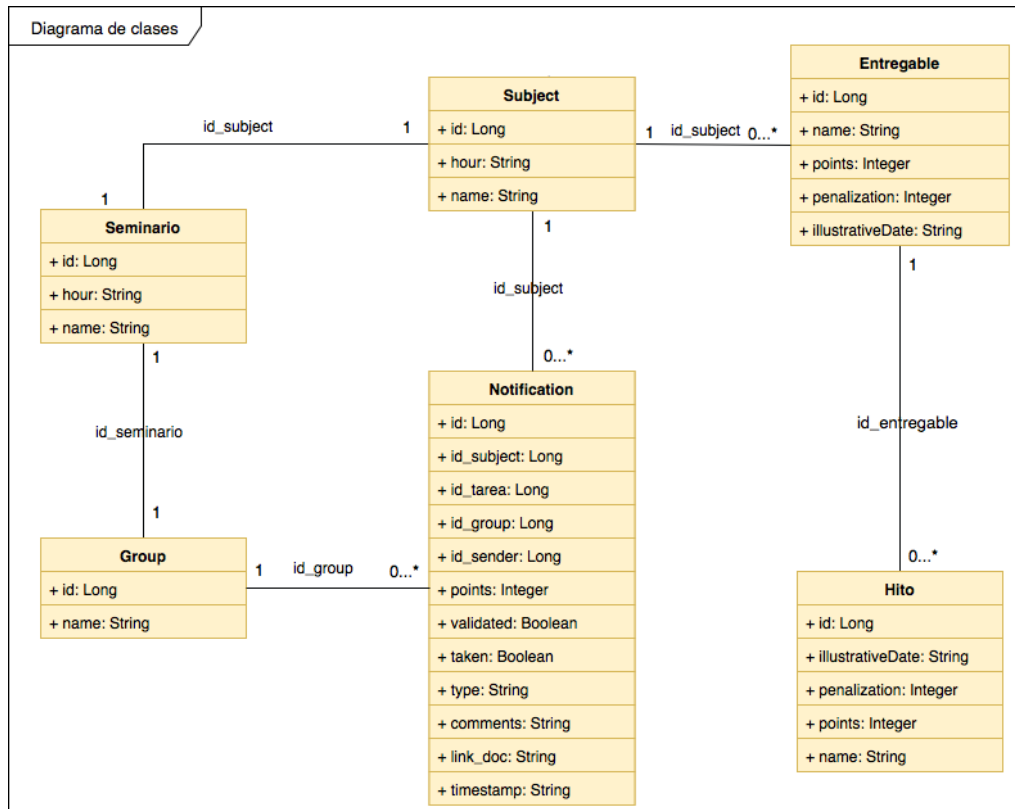 Diagrama de clases
Subject
+ id: Long
+ hour: String
+ name: String
Entregable
+ id: Long
+ name: String
+ points: Integer
+ penalization: Integer
+ illustrativeDate: String
id_subject
1
1
1
id_subject
0...*
Seminario
+ id: Long
+ hour: String
+ name: String
1
id_subject
0...*
1
id_seminario
1
1
id_entregable
0...*
Notification
+ id: Long
+ id_subject: Long
+ id_tarea: Long
+ id_group: Long
+ id_sender: Long
+ points: Integer
+ validated: Boolean
+ taken: Boolean
+ type: String
+ comments: String
+ link_doc: String
+ timestamp: String
Group
+ id: Long
+ name: String
1
id_group
0...*
Hito
+ id: Long
+ illustrativeDate: String
+ penalization: Integer
+ points: Integer
+ name: String